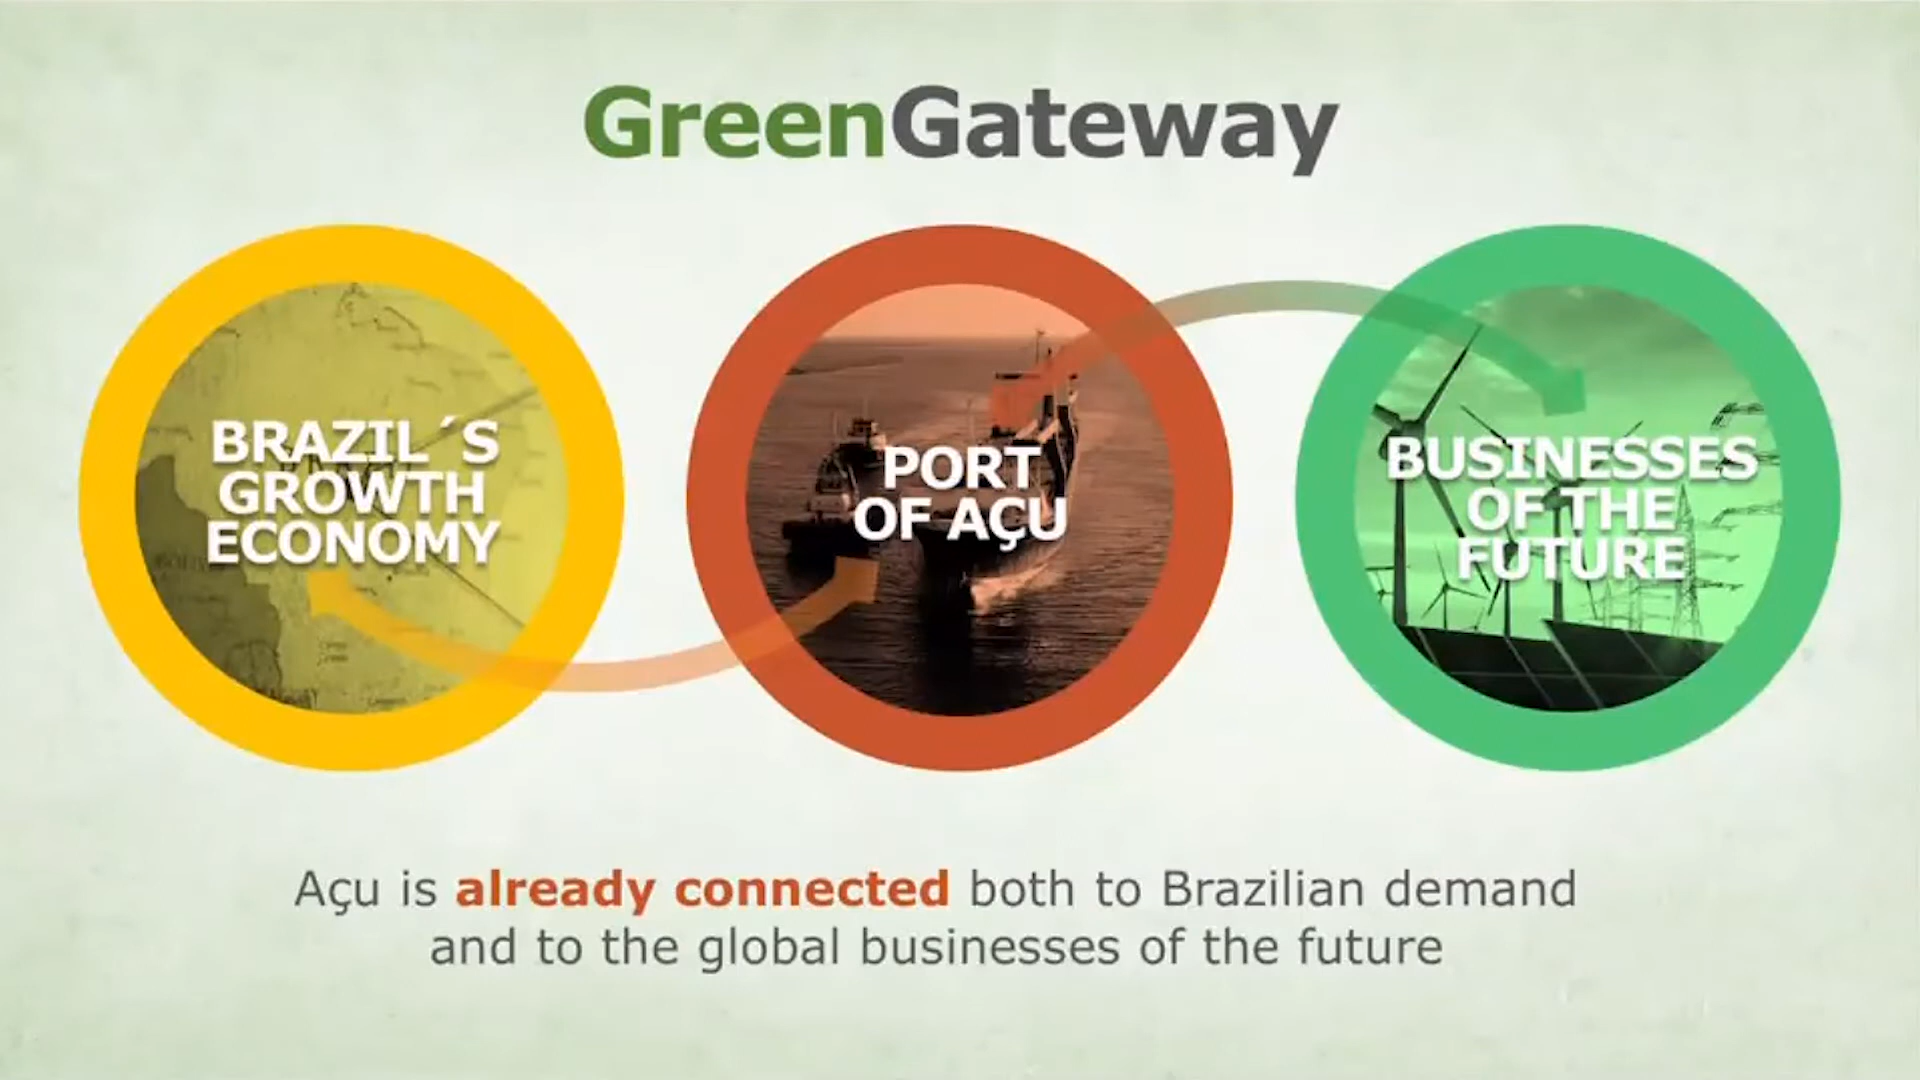 GreenGateway
BRAZIL´S
GROWTH
ECONOMY
PORT
OF AÇU
BUSINESSES
OF THE
FUTURE
Açu is already connected both to Brazilian demand
and to the global businesses of the future